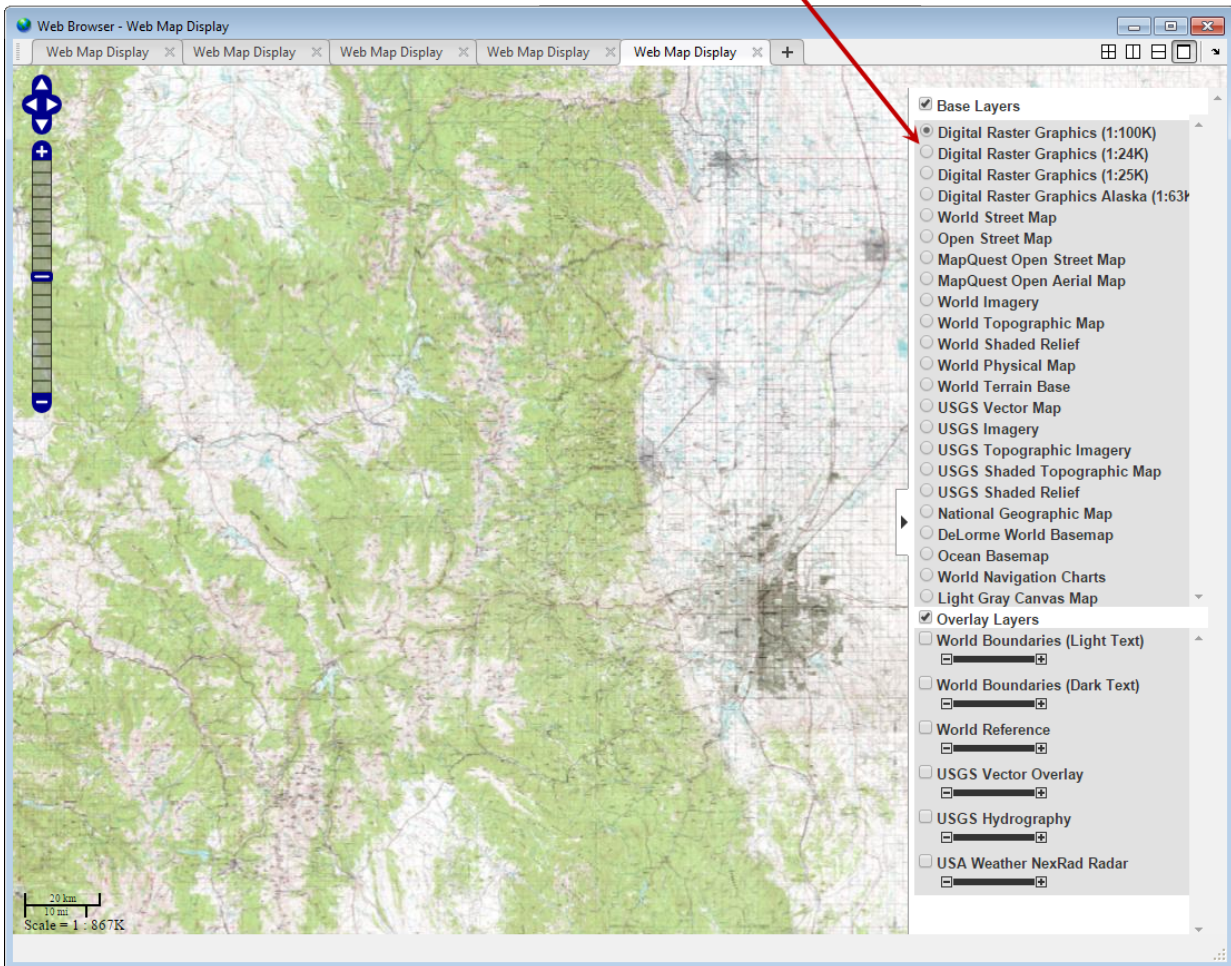 Web Browser - Web Map Display
Web Map Display Web Map Display Web Map Display Web Map Display Web Map Display
Base Layers
Digital Raster Graphics (1:100K)
Digital Raster Graphics (1:24K)
Digital Raster Graphics (1:25K)
Digital Raster Graphics Alaska (1:63K
World Street Map
Open Street Map
MapQuest Open Street Map
MapQuest Open Aerial Map
World Imagery
World Topographic Map
World Shaded Relief
World Physical Map
World Terrain Base
USGS Vector Map
USGS Imagery
USGS Topographic Imagery
USGS Shaded Topographic Map
USGS Shaded Relief
National Geographic Map
DeLorme World Basemap
Ocean Basemap
World Navigation Charts
Light Gray Canvas Map
Overlay Layers
World Boundaries (Light Text)
World Boundaries (Dark Text)
World Reference
USGS Vector Overlay
USGS Hydrography
USA Weather NexRad Radar
20 km
10 mi
Scale = 1 : 867K